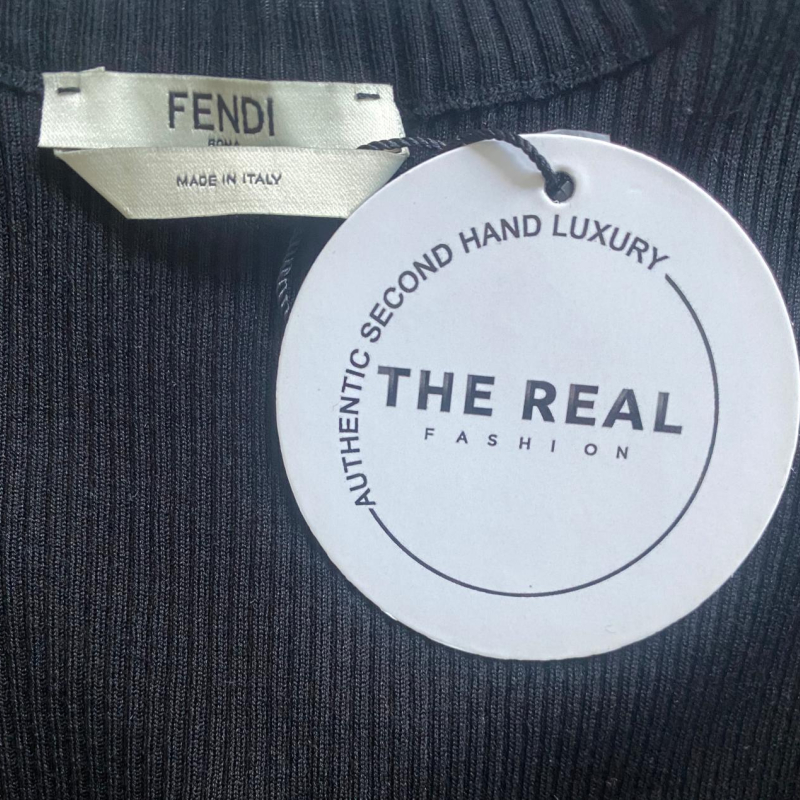 FENDI
ROMA
MADE IN ITALY
AUTHENTIC SECOND HAND LUXURY
THE REAL
FASHION